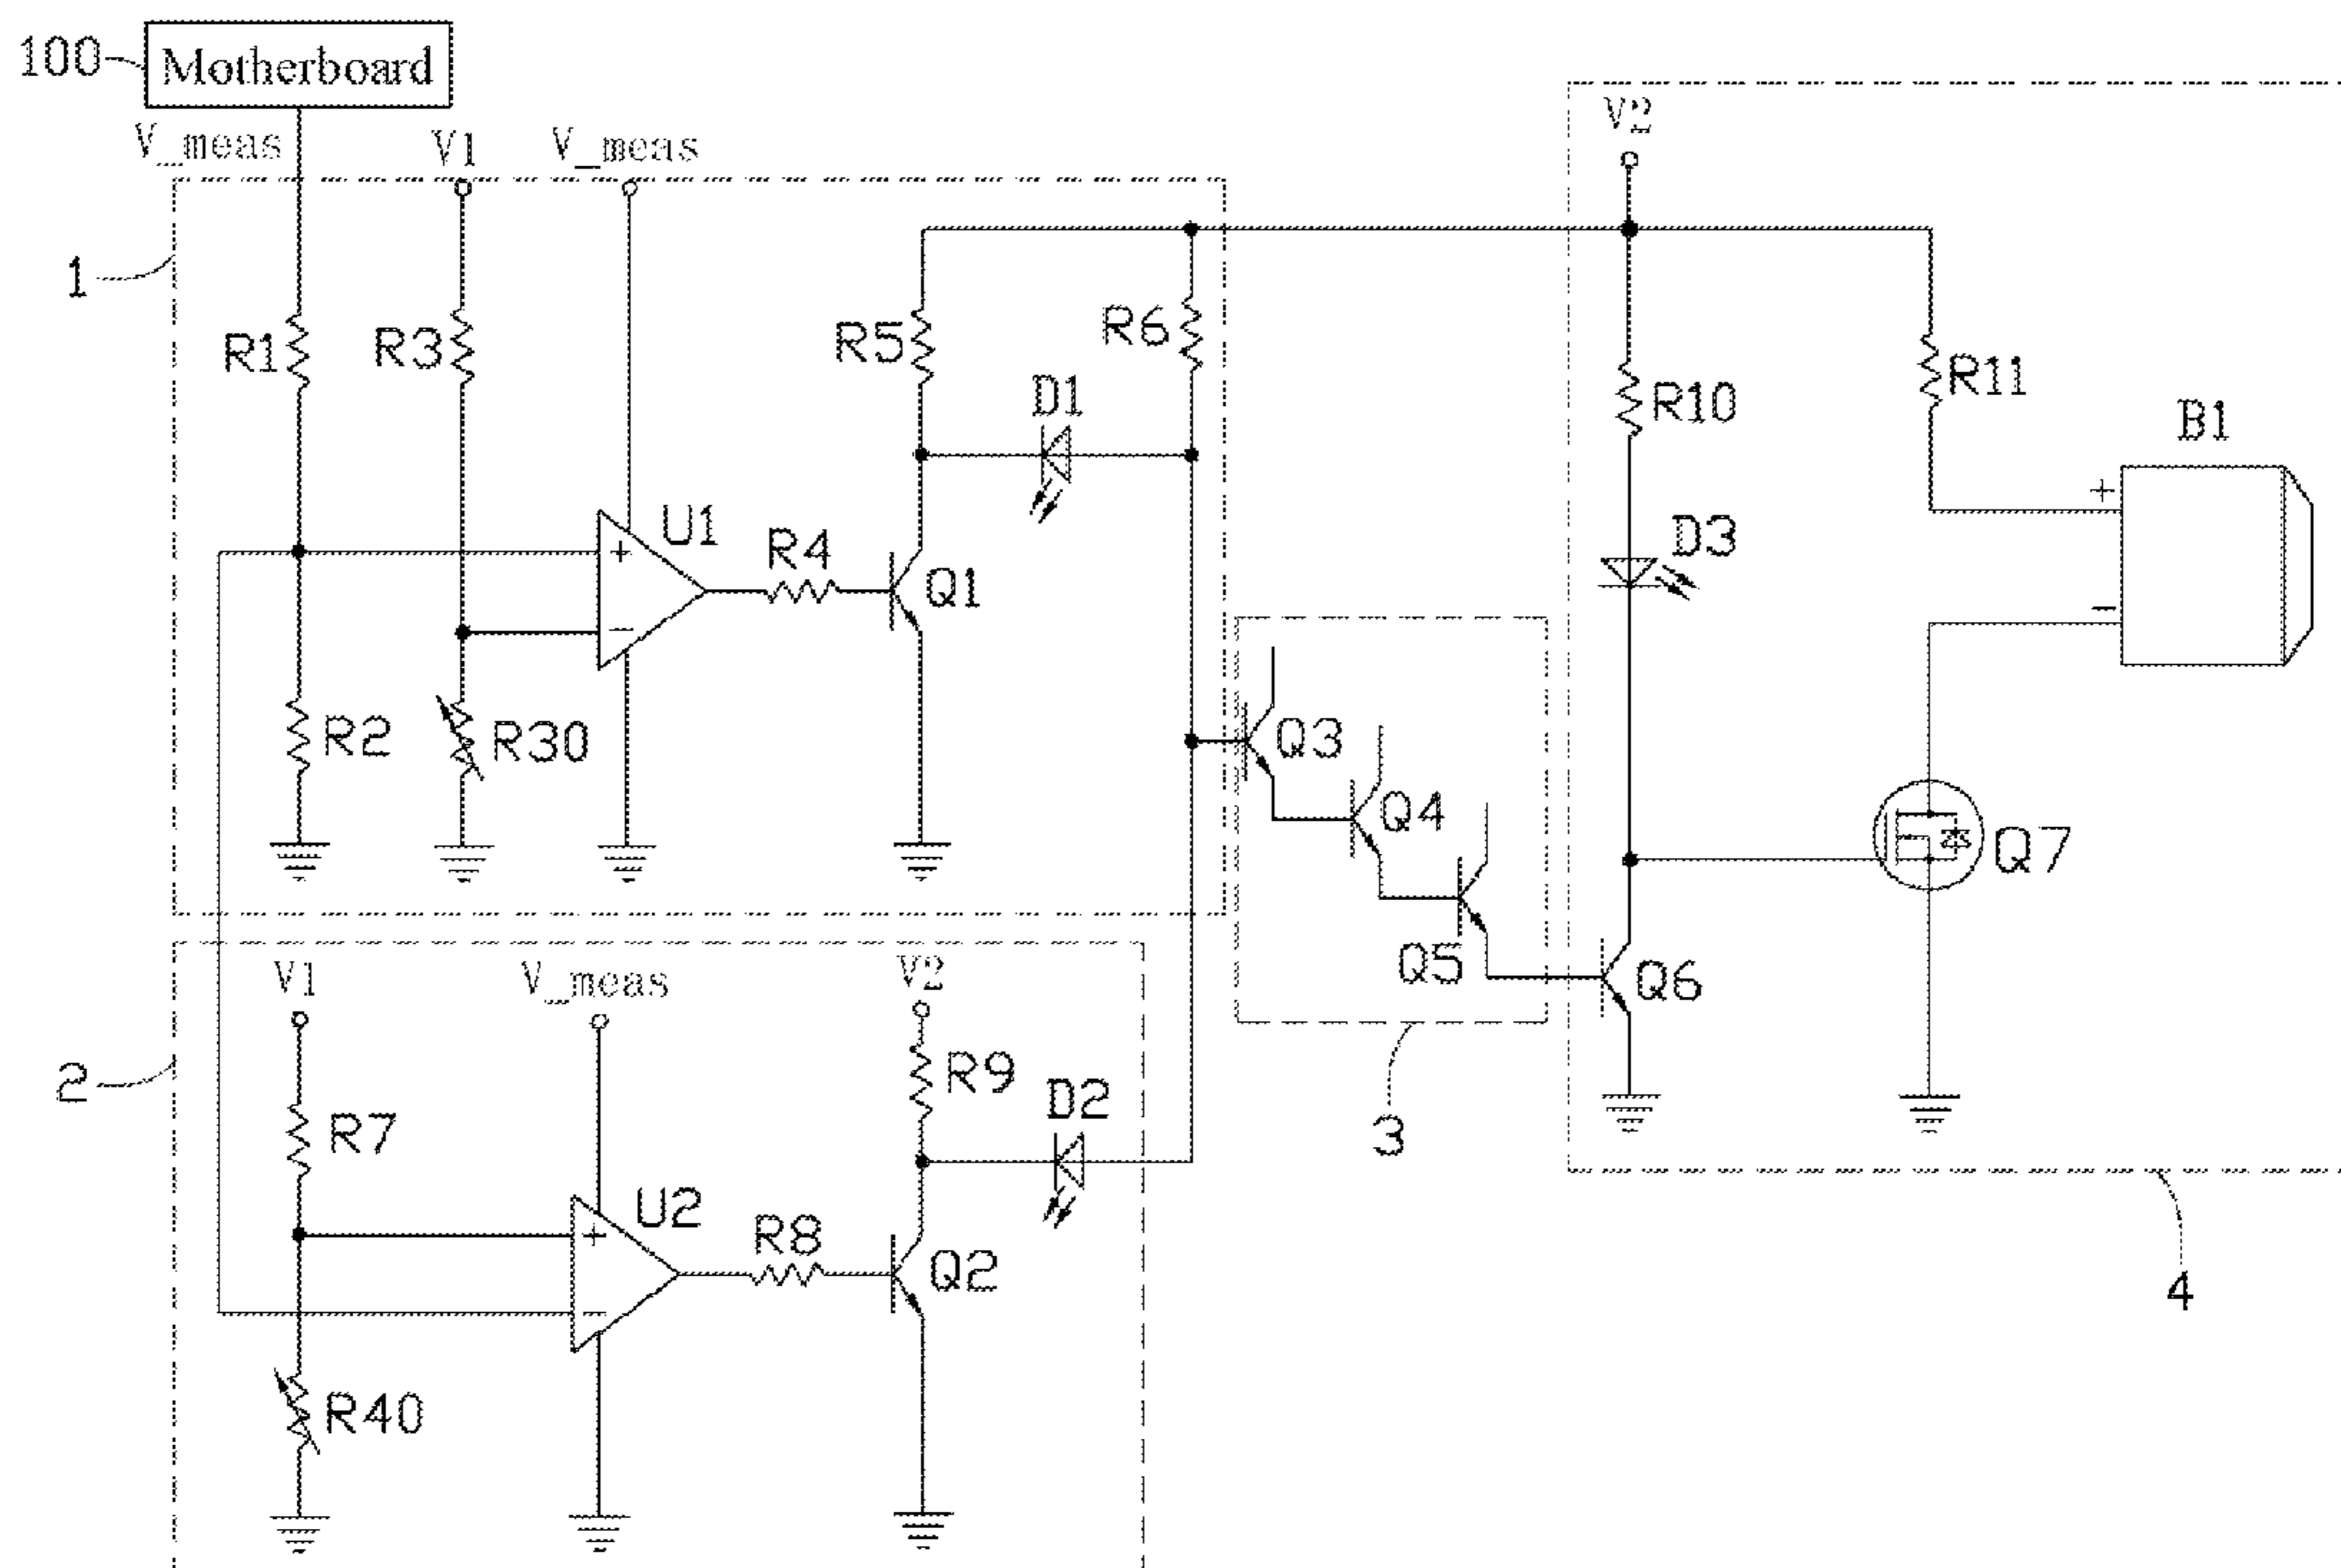 100 Motherboard
V_meas V1 V_meas V2
1
R1 R3 R5 R6 R10 R11
D1 B1
+ U1 R4 Q1 D3 +
− −
R2 R30 Q3
Q4 Q7
Q5 Q6
V1 V_meas V2
2 R9 D2 3
R7
+ U2 R8 Q2 4
−
R40